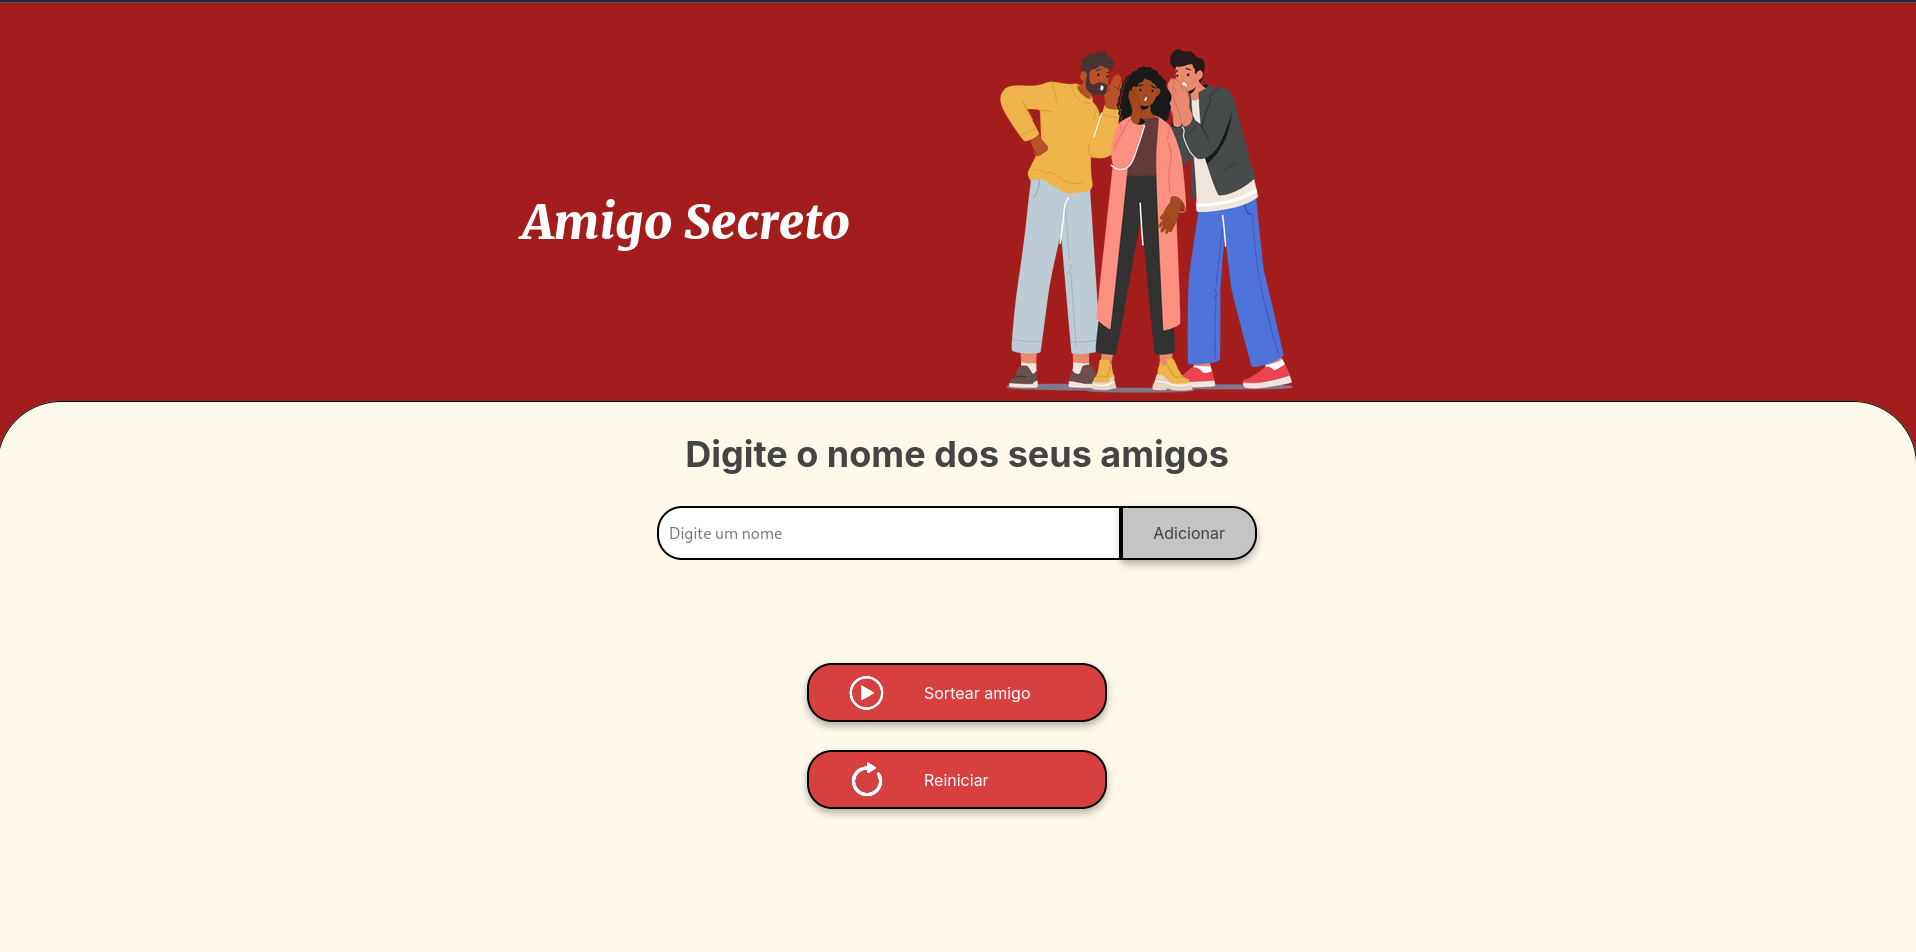 Amigo Secreto
Digite o nome dos seus amigos
Digite um nome
Adicionar
Sortear amigo
Reiniciar